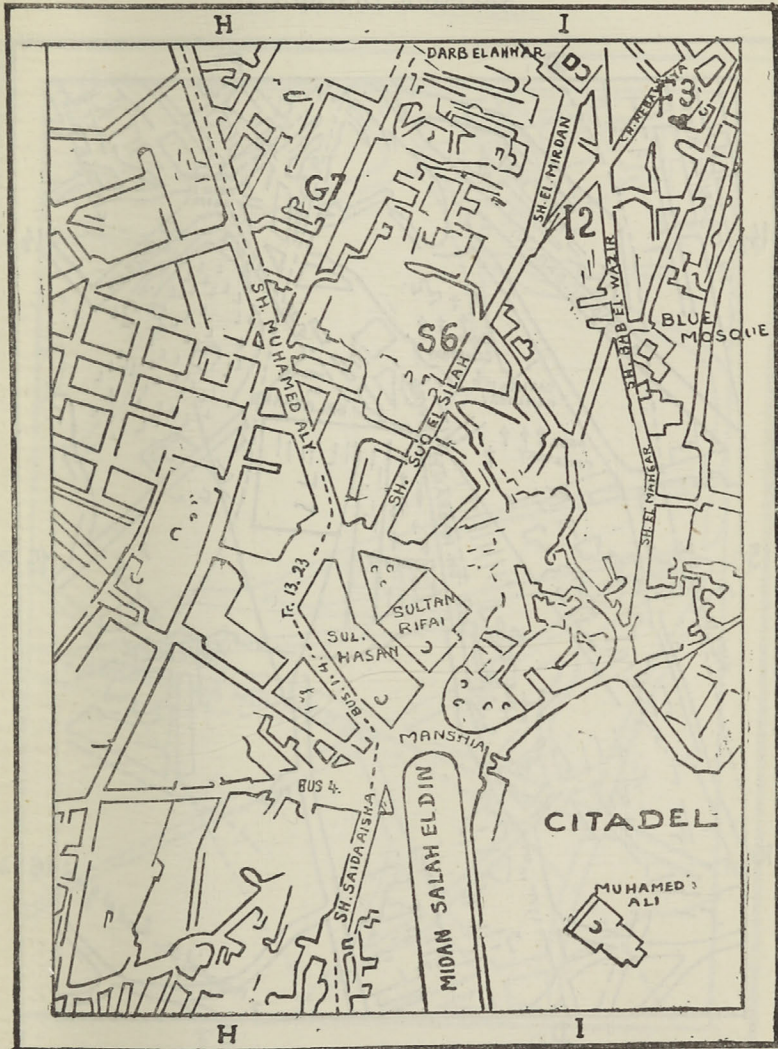 H I
DARB EL AHMAR
3
SH. EL. MIRDAN
P. G7
I2
SH. BAB EL. WAZIR
SH. MUHAMED ALY
BLUE
MOSQUE
S6
SH. SUQ EL SILAH
SH. EL MAHGAR
Tr. 13. 23
SULTAN
RIFAI
SUL.
HASAN
BUS. 1. 4.
MANSHIA
BUS 4.
CITADEL
MIDAN SALAH EL DIN
SH. SAIDA AISHA
MUHAMED
ALI
H I